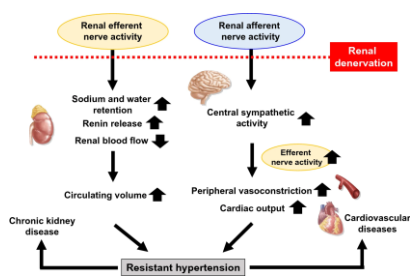 Renal efferent
nerve activity
Renal afferent
nerve activity
Renal
denervation
Sodium and water
retention
Renin release
Renal blood flow
Central sympathetic
activity
Efferent
nerve activity
Circulating volume
Peripheral vasoconstriction
Cardiac output
Chronic kidney
disease
Cardiovascular
diseases
Resistant hypertension